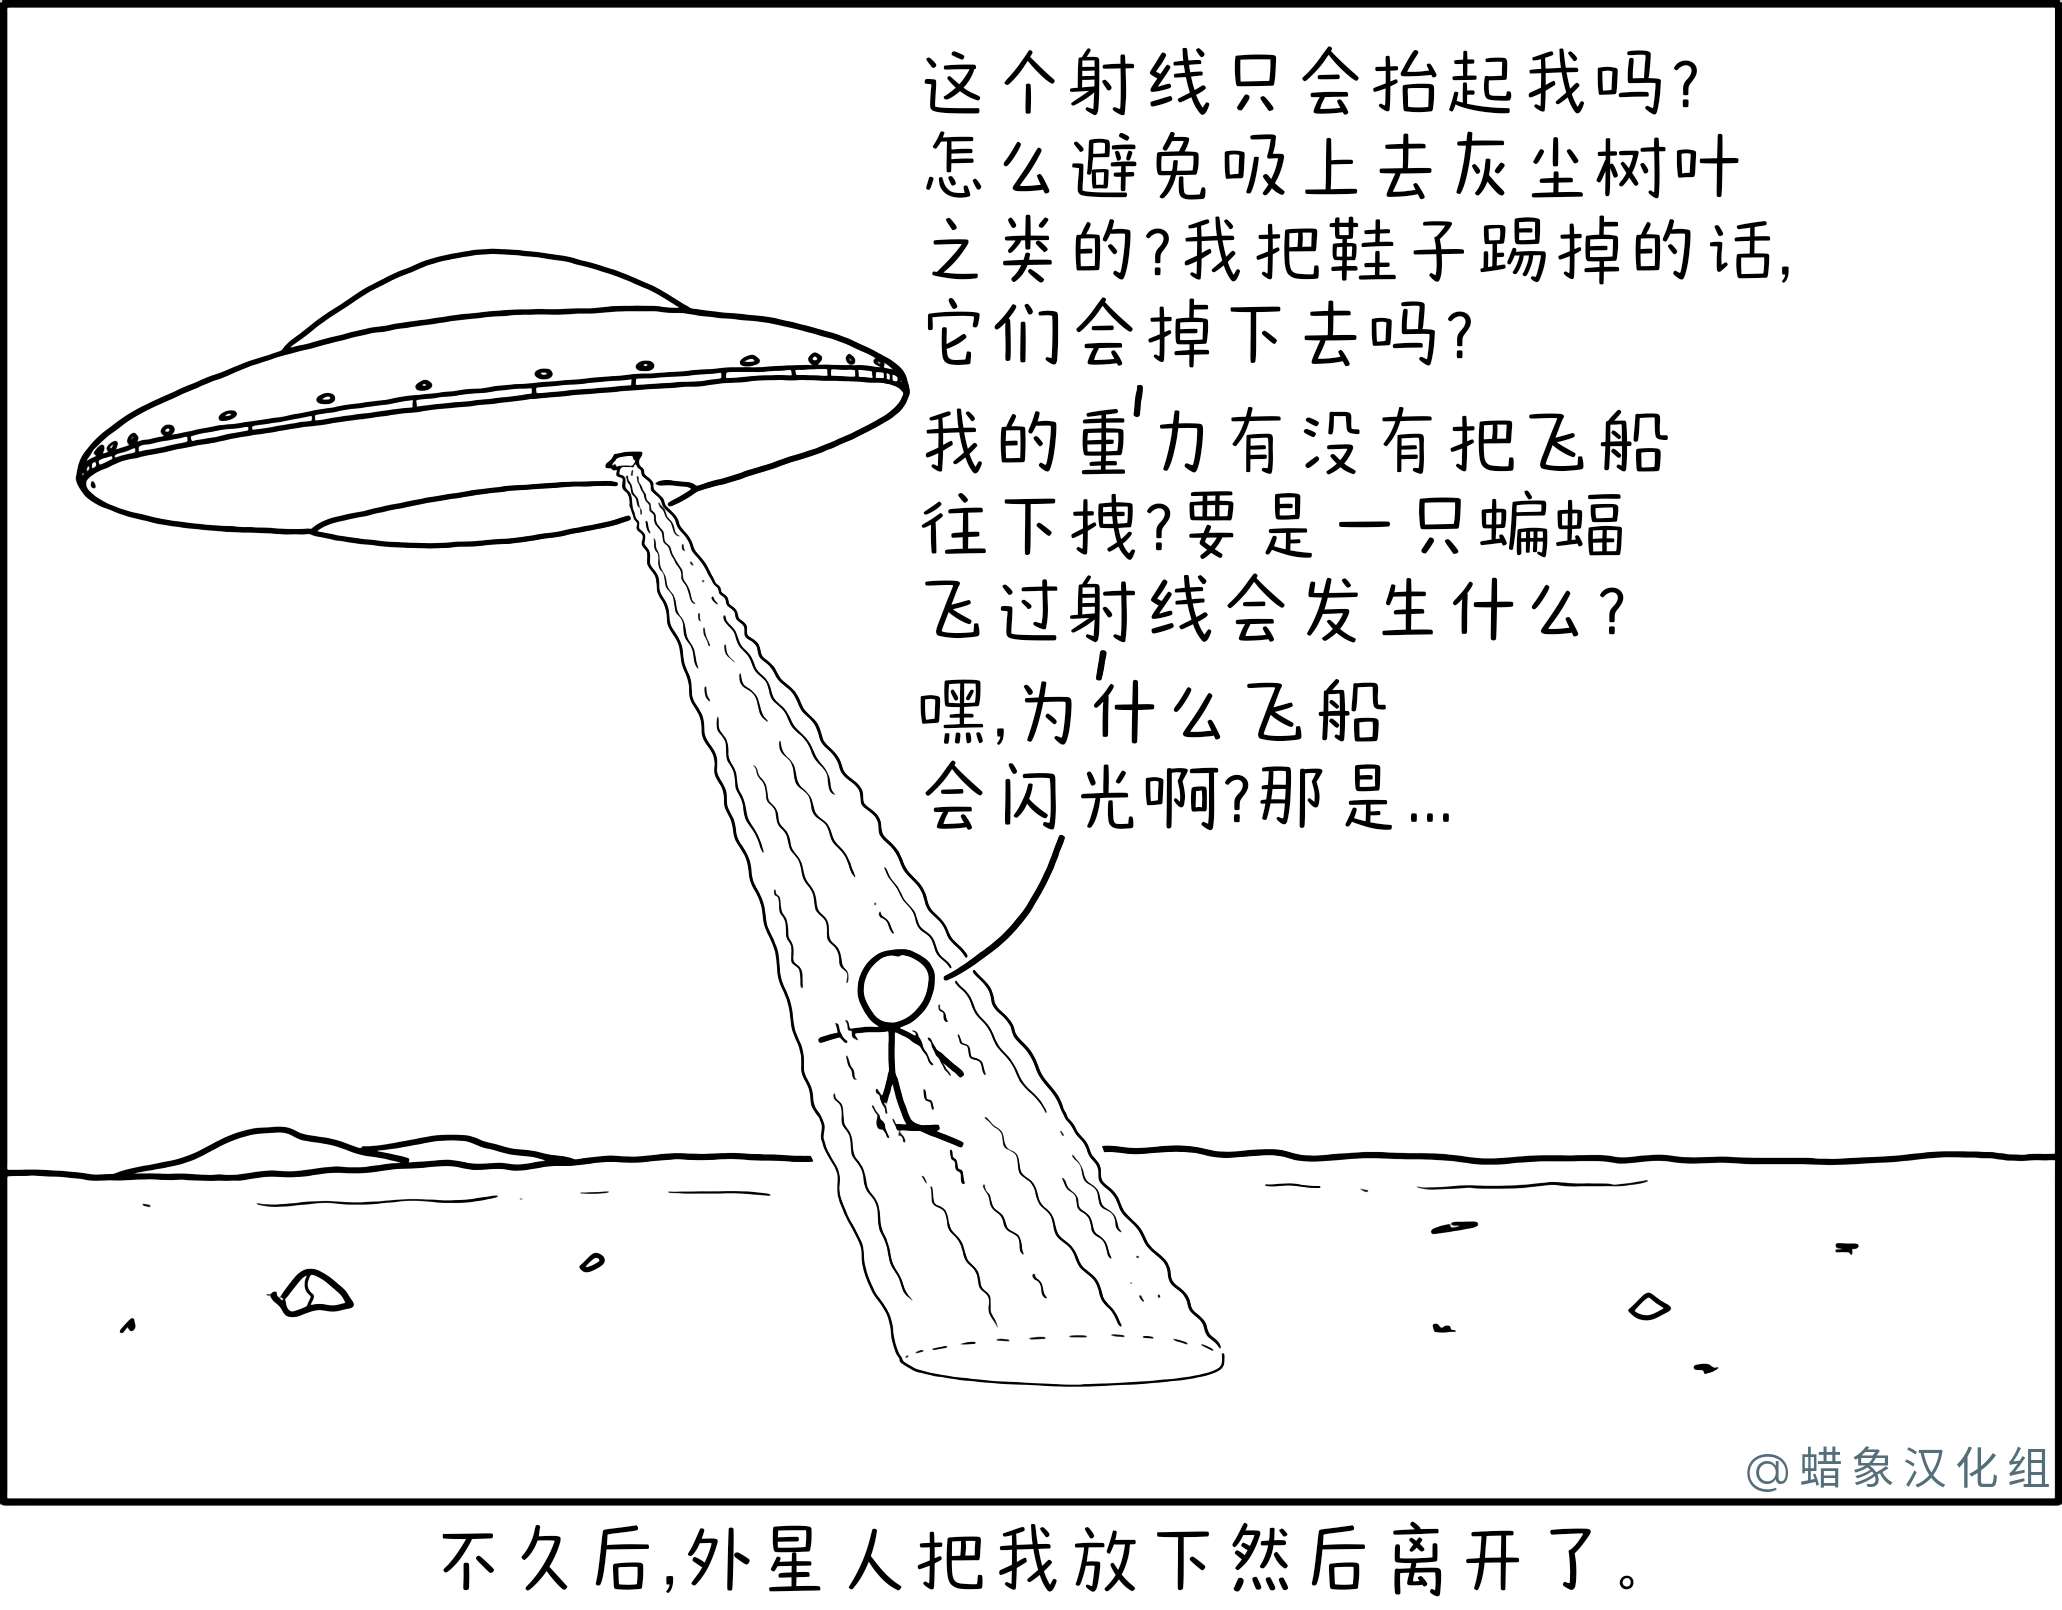 这个射线只会抬起我吗?
怎么避免吸上去灰尘树叶
之类的?我把鞋子踢掉的话,
它们会掉下去吗?
我的重力有没有把飞船
往下拽?要是一只蝙蝠
飞过射线会发生什么?
嘿,为什么飞船
会闪光啊?那是...
@蜡象汉化组
不久后,外星人把我放下然后离开了。